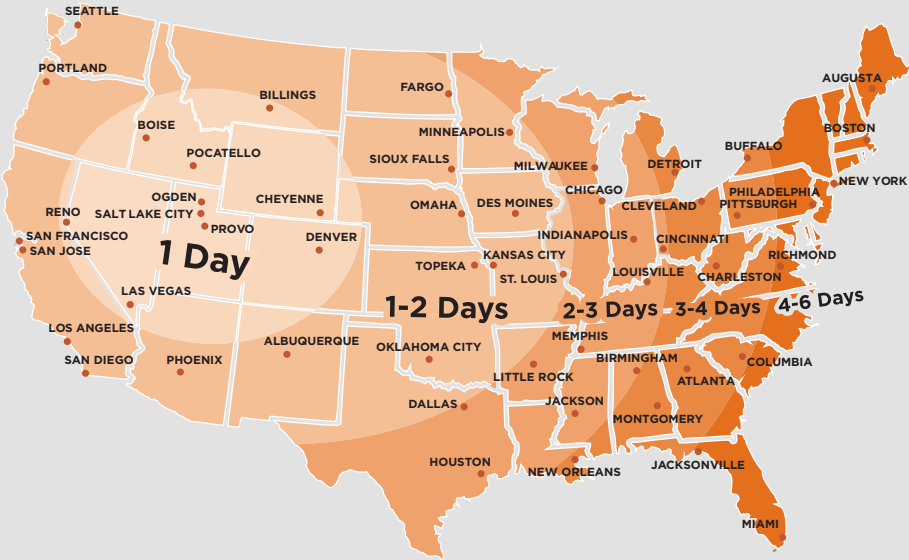 SEATTLE
PORTLAND
BILLINGS
FARGO
AUGUSTA
BOISE
MINNEAPOLIS
BOSTON
POCATELLO
SIOUX FALLS
MILWAUKEE
DETROIT
BUFFALO
NEW YORK
OGDEN
CHEYENNE
OMAHA
DES MOINES
CHICAGO
CLEVELAND
PHILADELPHIA
PITTSBURGH
RENO
SALT LAKE CITY
PROVO
SAN FRANCISCO
SAN JOSE
DENVER
INDIANAPOLIS
CINCINNATI
1 Day
TOPEKA
KANSAS CITY
ST. LOUIS
LOUISVILLE
CHARLESTON
RICHMOND
LAS VEGAS
1-2 Days
2-3 Days
3-4 Days
4-6 Days
LOS ANGELES
ALBUQUERQUE
OKLAHOMA CITY
MEMPHIS
SAN DIEGO
PHOENIX
LITTLE ROCK
BIRMINGHAM
ATLANTA
COLUMBIA
DALLAS
JACKSON
MONTGOMERY
HOUSTON
NEW ORLEANS
JACKSONVILLE
MIAMI